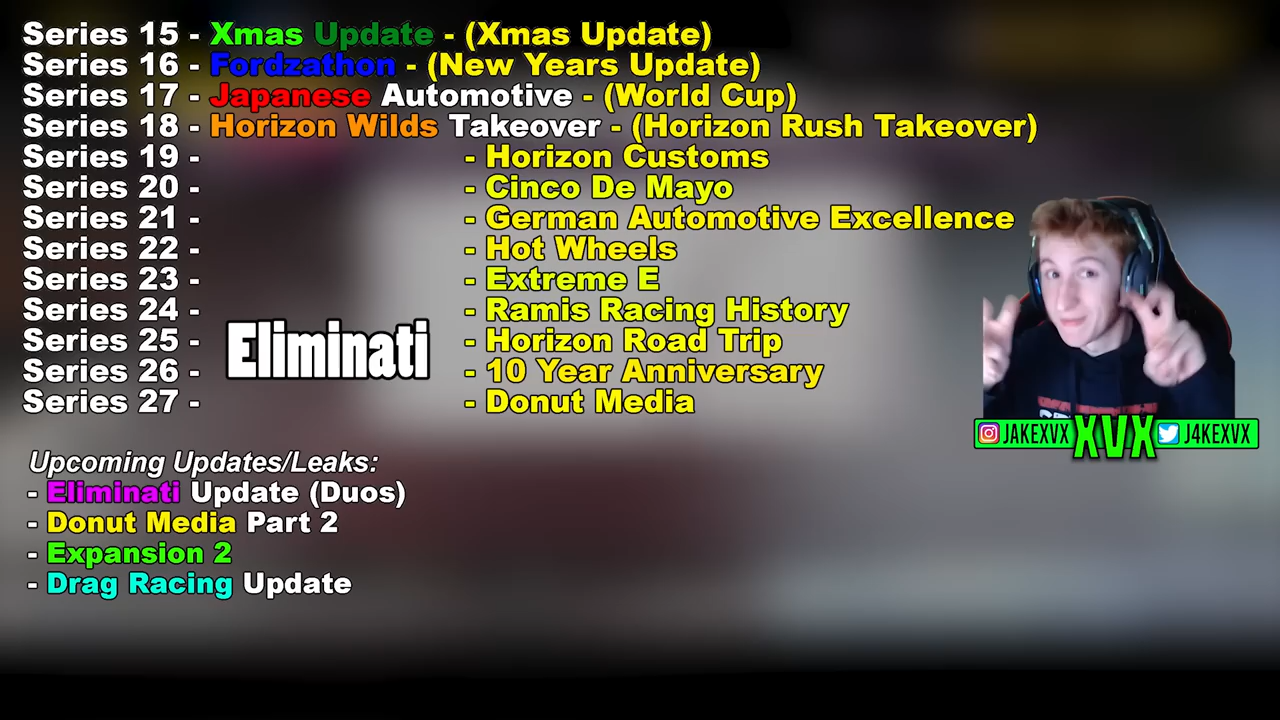 Series 15 - Xmas Update - (Xmas Update)
Series 16 - Fordzathon - (New Years Update)
Series 17 - Japanese Automotive - (World Cup)
Series 18 - Horizon Wilds Takeover - (Horizon Rush Takeover)
Series 19 - - Horizon Customs
Series 20 - - Cinco De Mayo
Series 21 - - German Automotive Excellence
Series 22 - - Hot Wheels
Series 23 - - Extreme E
Series 24 - - Ramis Racing History
Series 25 - - Horizon Road Trip
Eliminati
Series 26 - - 10 Year Anniversary
Series 27 - - Donut Media
JAKEXVX XVX J4KEXVX
Upcoming Updates/Leaks:
- Eliminati Update (Duos)
- Donut Media Part 2
- Expansion 2
- Drag Racing Update